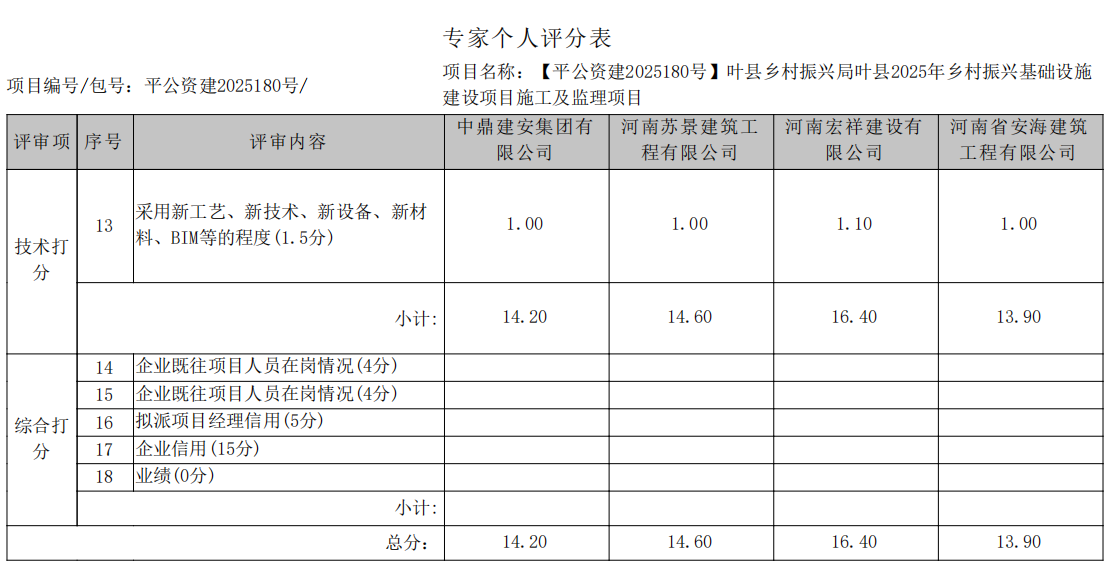 专家个人评分表
项目编号/包号：平公资建2025180号/
项目名称：【平公资建2025180号】叶县乡村振兴局叶县2025年乡村振兴基础设施
建设项目施工及监理项目
评审项 序号 评审内容 中鼎建安集团有 河南苏景建筑工 河南宏祥建设有 河南省安海建筑
限公司 程有限公司 限公司 工程有限公司
技术打
分
13 采用新工艺、新技术、新设备、新材
料、BIM等的程度(1.5分)
1.00 1.00 1.10 1.00
小计: 14.20 14.60 16.40 13.90
综合打
分
14 企业既往项目人员在岗情况(4分)
15 企业既往项目人员在岗情况(4分)
16 拟派项目经理信用(5分)
17 企业信用(15分)
18 业绩(0分)
小计:
总分： 14.20 14.60 16.40 13.90